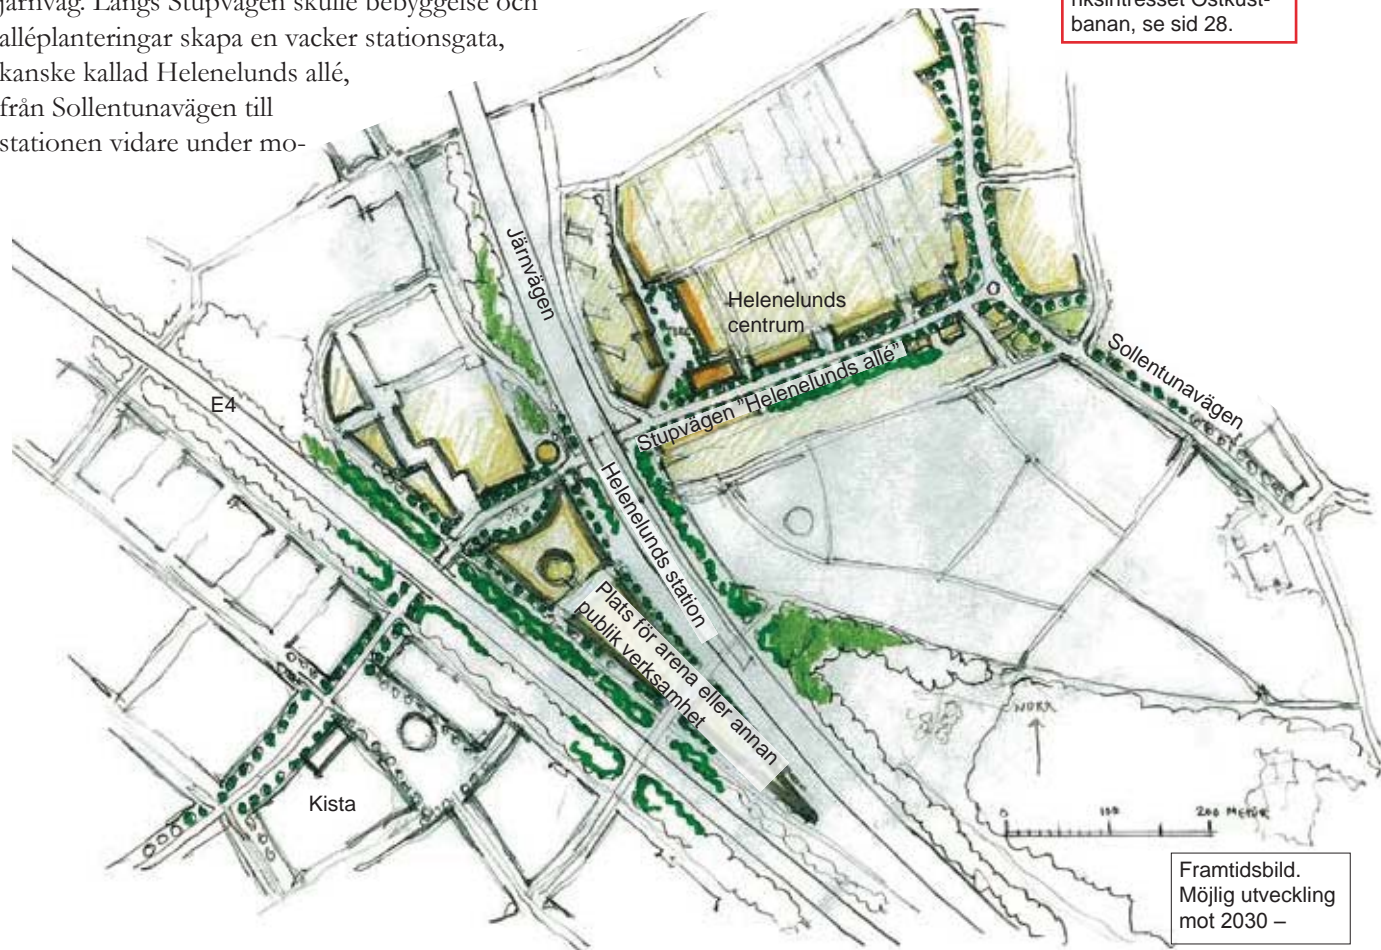 järnväg. Längs Stupvägen skulle bebyggelse och
alléplanteringar skapa en vacker stationsgata,
kanske kallad Helenelunds allé,
från Sollentunavägen till
stationen vidare under mo-
riksintresset Ostkust-
banan, se sid 28.
Järnvägen
Helenelunds
centrum
TORG
Stupvägen "Helenelunds allé"
Sollentunavägen
E4
Helenelunds station
Plats för arena eller annan
publik verksamhet
Kista
NORR
0 100 200 METER
Framtidsbild.
Möjlig utveckling
mot 2030 –